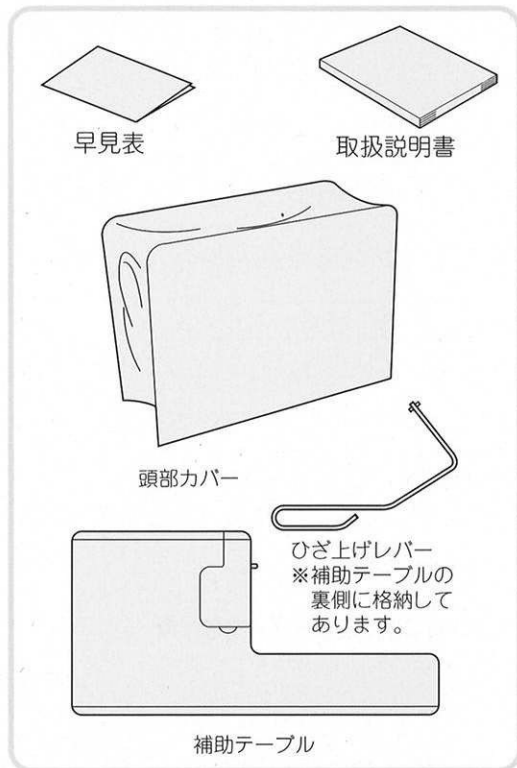 早見表
取扱説明書
頭部カバー
ひざ上げレバー
※補助テーブルの
裏側に格納して
あります。
補助テーブル